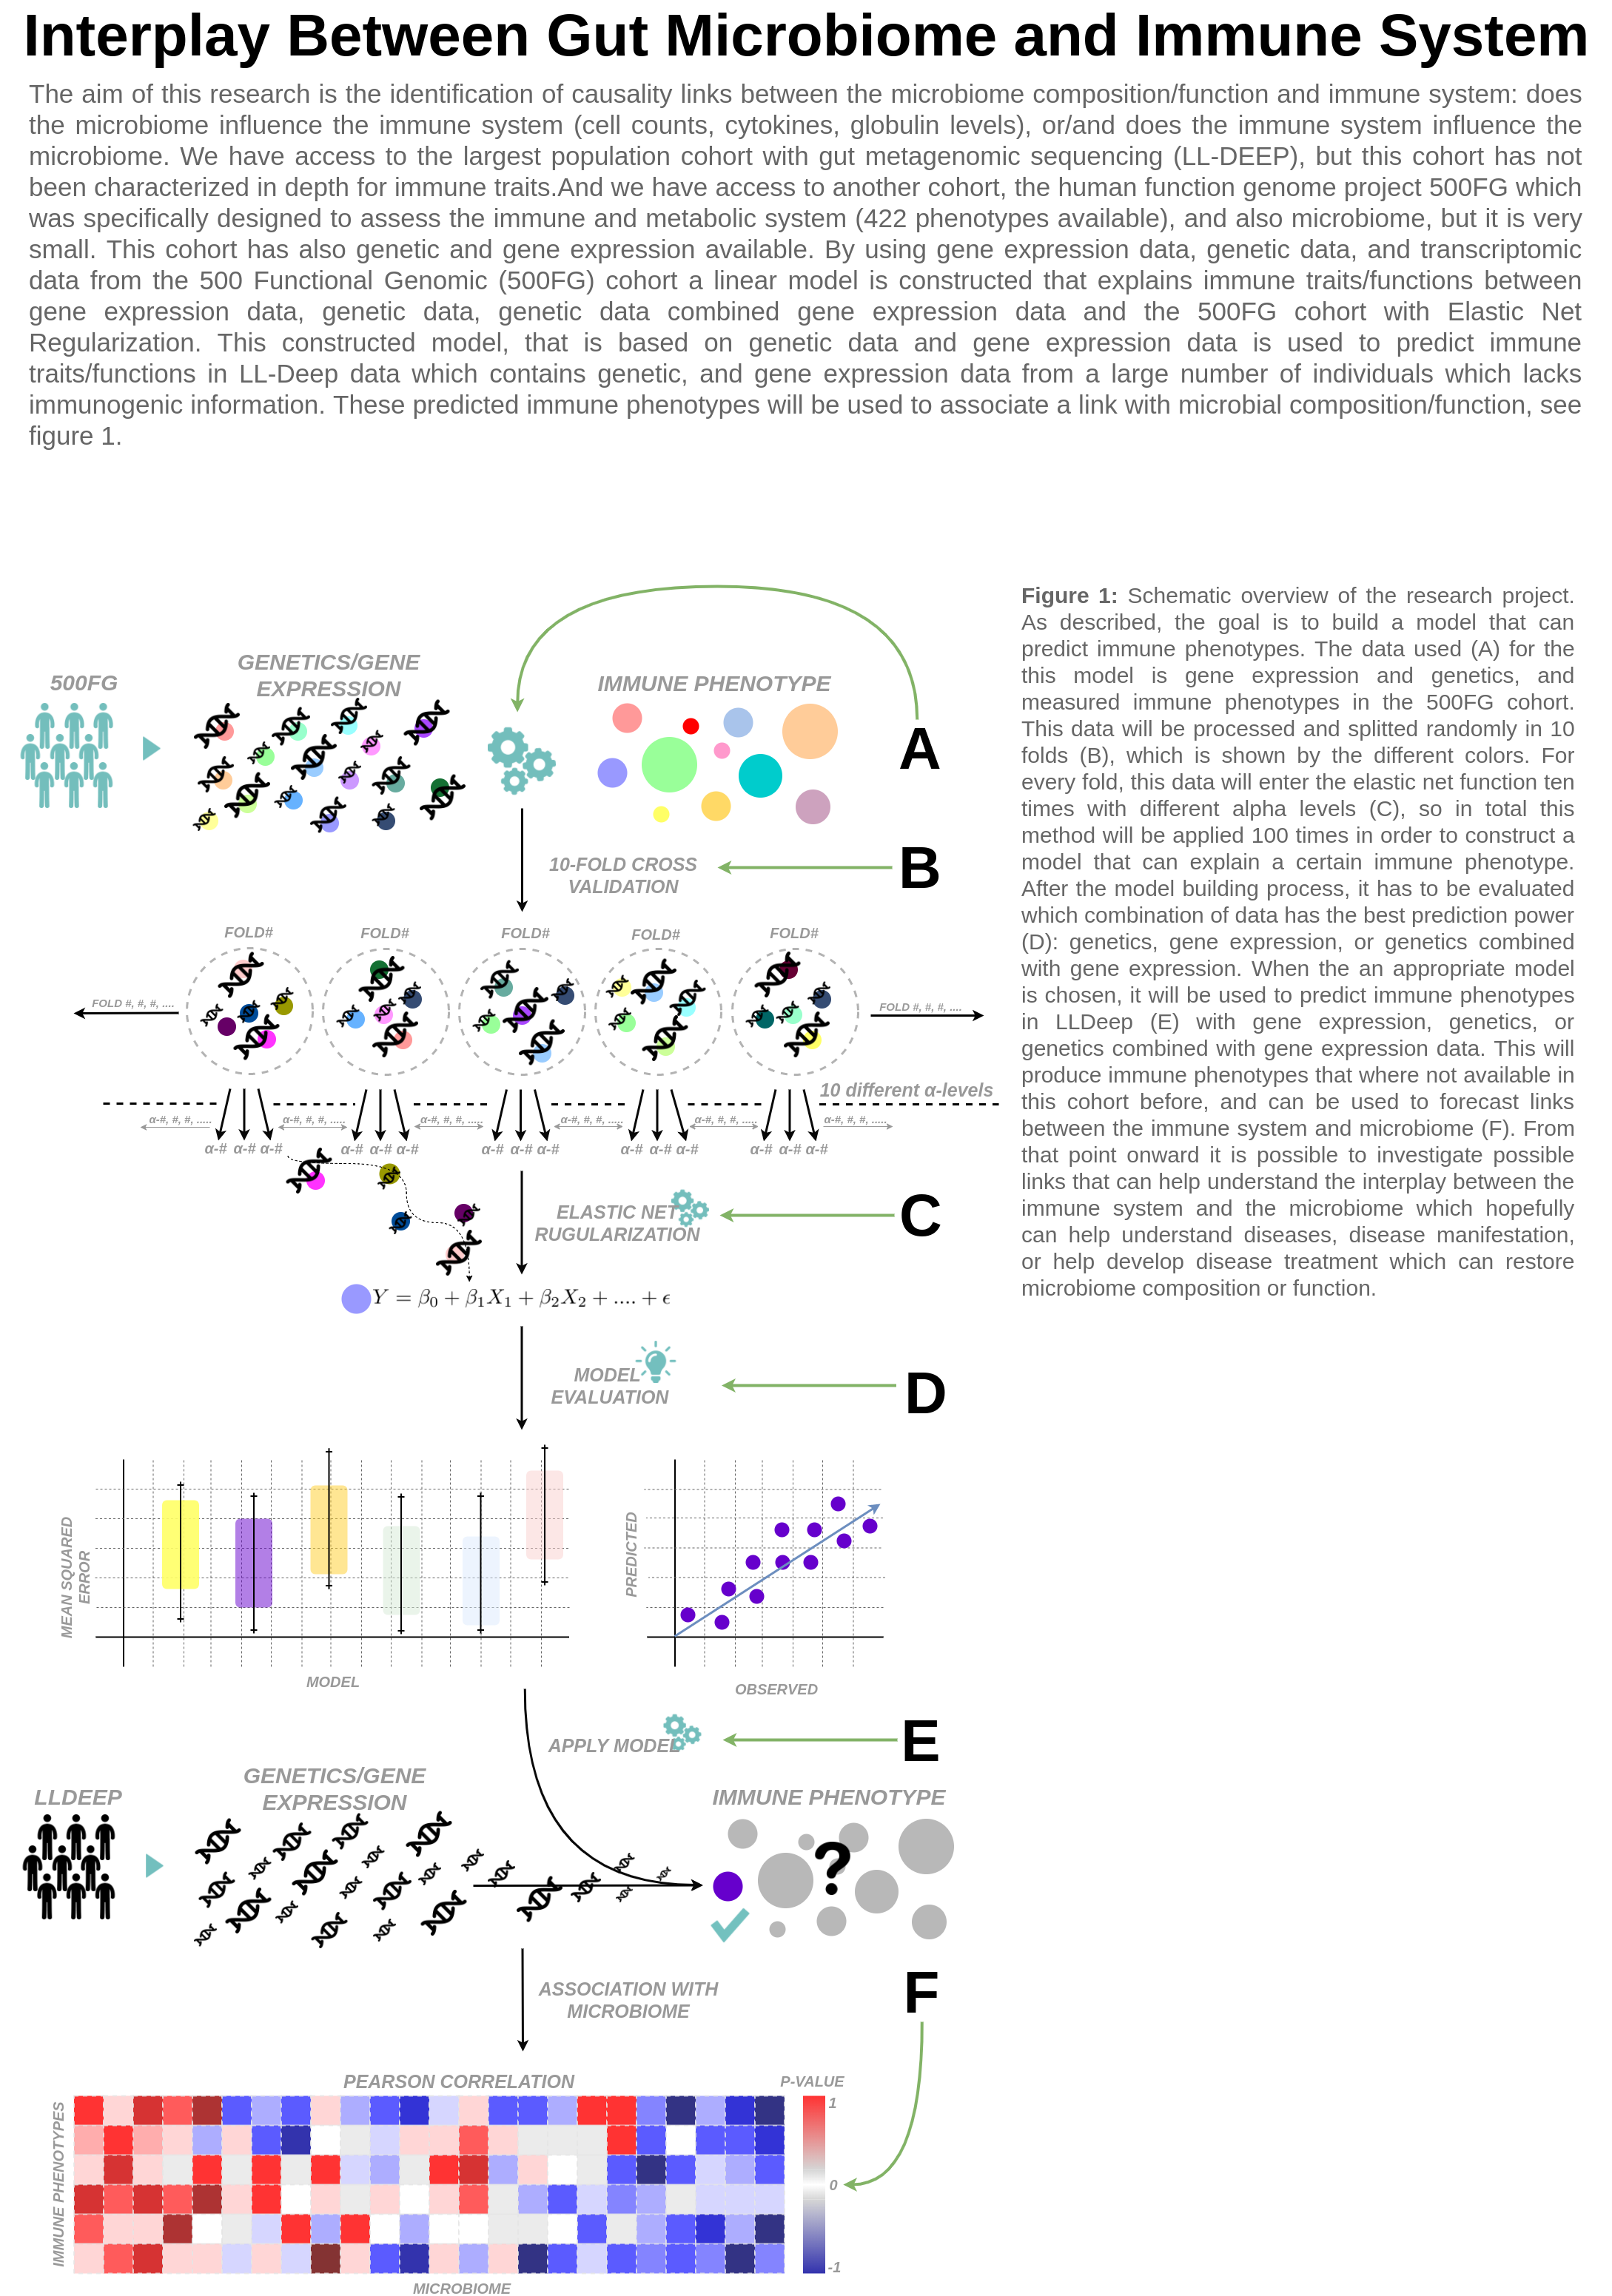 Interplay Between Gut Microbiome and Immune System
The aim of this research is the identification of causality links between the microbiome composition/function and immune system: does
the microbiome influence the immune system (cell counts, cytokines, globulin levels), or/and does the immune system influence the
microbiome. We have access to the largest population cohort with gut metagenomic sequencing (LL-DEEP), but this cohort has not
been characterized in depth for immune traits.And we have access to another cohort, the human function genome project 500FG which
was specifically designed to assess the immune and metabolic system (422 phenotypes available), and also microbiome, but it is very
small. This cohort has also genetic and gene expression available. By using gene expression data, genetic data, and transcriptomic
data from the 500 Functional Genomic (500FG) cohort a linear model is constructed that explains immune traits/functions between
gene expression data, genetic data, genetic data combined gene expression data and the 500FG cohort with Elastic Net
Regularization. This constructed model, that is based on genetic data and gene expression data is used to predict immune
traits/functions in LL-Deep data which contains genetic, and gene expression data from a large number of individuals which lacks
immunogenic information. These predicted immune phenotypes will be used to associate a link with microbial composition/function, see
figure 1.
Figure 1: Schematic overview of the research project.
As described, the goal is to build a model that can
predict immune phenotypes. The data used (A) for the
this model is gene expression and genetics, and
measured immune phenotypes in the 500FG cohort.
This data will be processed and splitted randomly in 10
folds (B), which is shown by the different colors. For
every fold, this data will enter the elastic net function ten
times with different alpha levels (C), so in total this
method will be applied 100 times in order to construct a
model that can explain a certain immune phenotype.
After the model building process, it has to be evaluated
which combination of data has the best prediction power
(D): genetics, gene expression, or genetics combined
with gene expression. When the an appropriate model
is chosen, it will be used to predict immune phenotypes
in LLDeep (E) with gene expression, genetics, or
genetics combined with gene expression data. This will
produce immune phenotypes that where not available in
this cohort before, and can be used to forecast links
between the immune system and microbiome (F). From
that point onward it is possible to investigate possible
links that can help understand the interplay between the
immune system and the microbiome which hopefully
can help understand diseases, disease manifestation,
or help develop disease treatment which can restore
microbiome composition or function.
500FG
GENETICS/GENE
EXPRESSION
IMMUNE PHENOTYPE
A
10-FOLD CROSS
VALIDATION
B
FOLD# FOLD# FOLD# FOLD# FOLD#
FOLD #, #, #, .... FOLD #, #, #, ....
10 different α-levels
α-#, #, #, ..... α-#, #, #, ..... α-#, #, #, ..... α-#, #, #, ..... α-#, #, #, ..... α-#, #, #, .....
α-# α-# α-# α-# α-# α-# α-# α-# α-# α-# α-# α-# α-# α-# α-#
ELASTIC NET
RUGULARIZATION
C
Y = β₀ + β₁X₁ + β₂X₂ + .... + ϵ
MODEL
EVALUATION
D
MEAN SQUARED
ERROR
MODEL
PREDICTED
OBSERVED
APPLY MODEL
E
LLDEEP
GENETICS/GENE
EXPRESSION
IMMUNE PHENOTYPE
?
ASSOCIATION WITH
MICROBIOME
F
PEARSON CORRELATION
P-VALUE
1
0
-1
IMMUNE PHENOTYPES
MICROBIOME